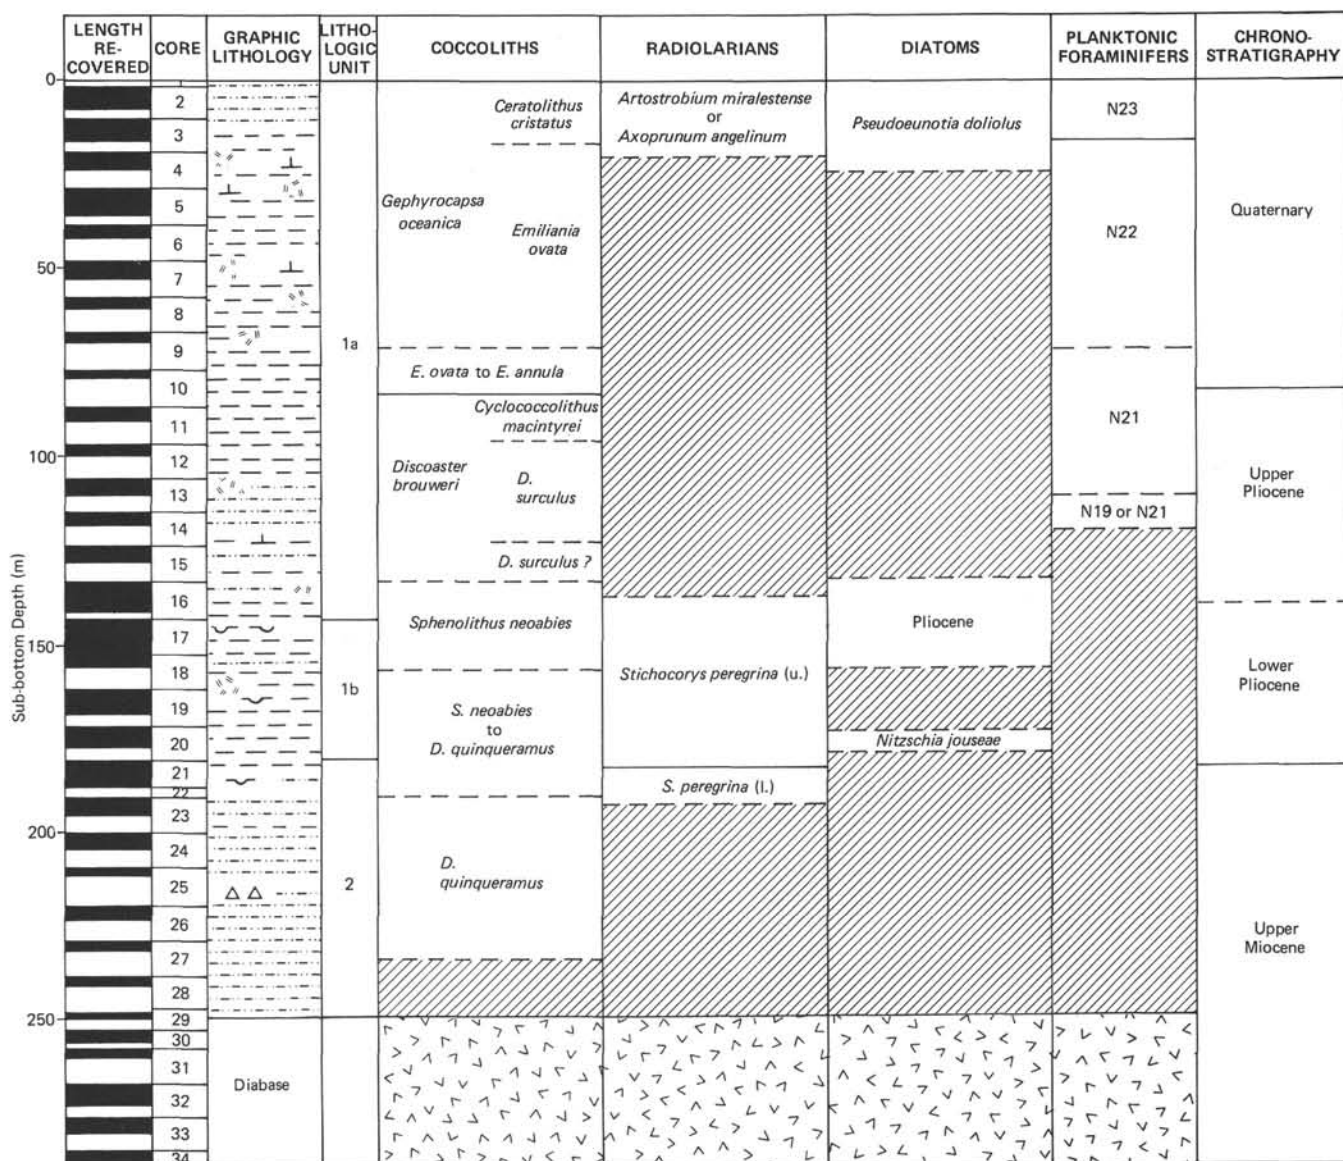 LENGTH
RE-
COVERED
CORE
GRAPHIC
LITHOLOGY
LITHO-
LOGIC
UNIT
COCCOLITHS
RADIOLARIANS
DIATOMS
PLANKTONIC
FORAMINIFERS
CHRONO-
STRATIGRAPHY
Sub-bottom Depth (m)
0
50
100
150
200
250
1
2
3
4
5
6
7
8
9
10
11
12
13
14
15
16
17
18
19
20
21
22
23
24
25
26
27
28
29
30
31
32
33
34
Diabase
1a
1b
2
Gephyrocapsa
oceanica
Ceratolithus
cristatus
Emiliania
ovata
E. ovata to E. annula
Discoaster
brouweri
Cyclococcolithus
macintyrei
D.
surculus
D. surculus ?
Sphenolithus neoabies
S. neoabies
to
D. quinqueramus
D.
quinqueramus
Artostrobium miralestense
or
Axoprunum angelinum
Stichocorys peregrina (u.)
S. peregrina (l.)
Pseudoeunotia doliolus
Pliocene
Nitzschia jouseae
N23
N22
N21
N19 or N21
Quaternary
Upper
Pliocene
Lower
Pliocene
Upper
Miocene